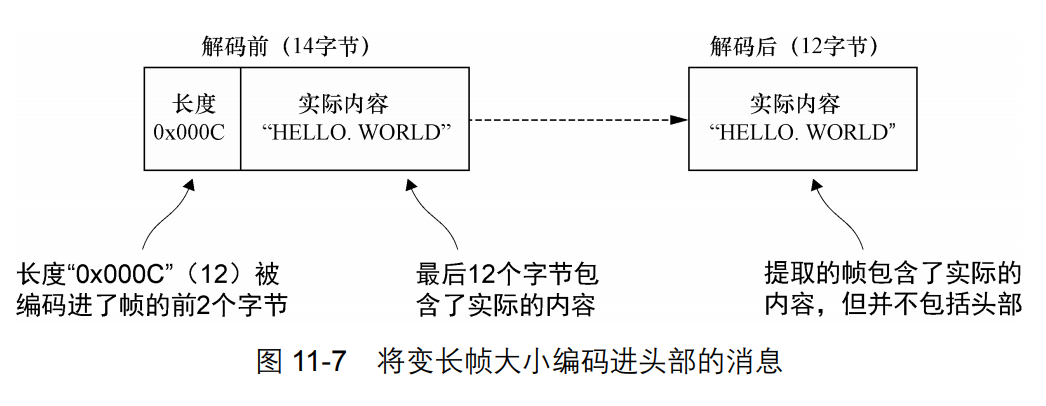 解码前（14字节）
解码后（12字节）
长度
0x000C
实际内容
“HELLO. WORLD”
实际内容
“HELLO. WORLD”
长度“0x000C”（12）被
编码进了帧的前2个字节
最后12个字节包
含了实际的内容
提取的帧包含了实际的
内容，但并不包括头部
图 11-7 将变长帧大小编码进头部的消息